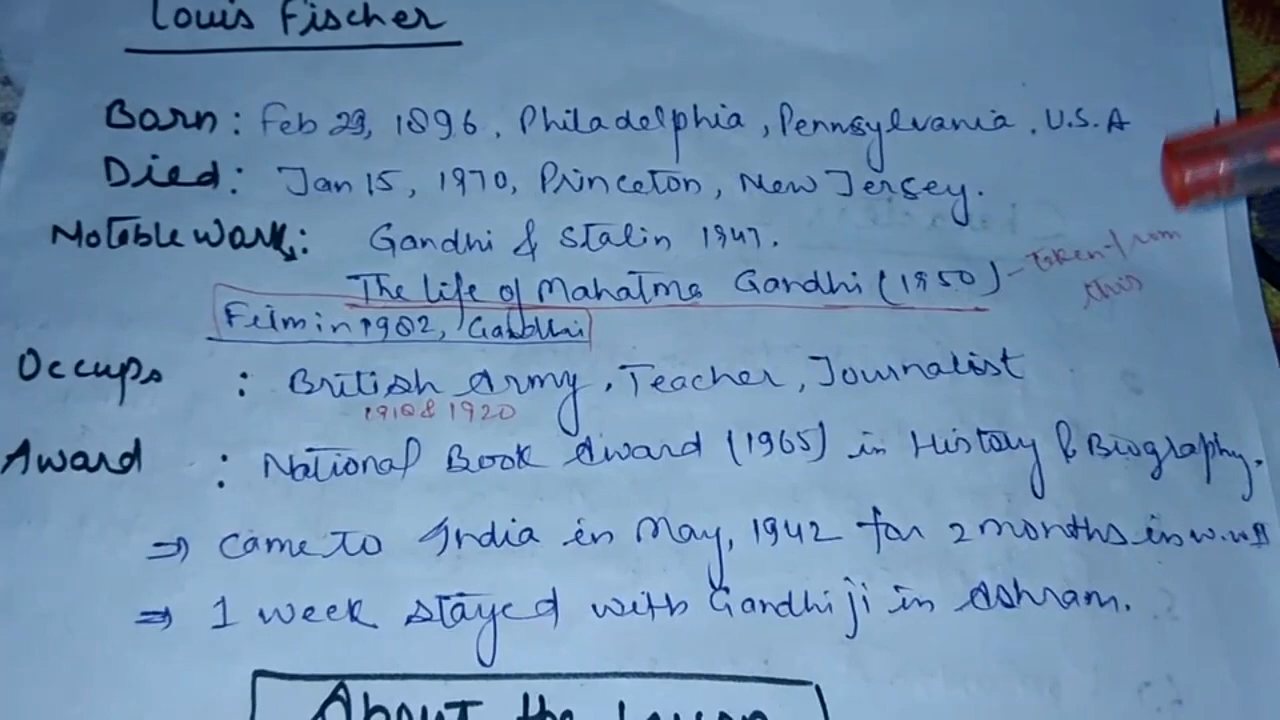 Louis Fischer
Born: Feb 29, 1896, Philadelphia, Pennsylvania, U.S.A
Died: Jan 15, 1970, Princeton, New Jersey.
Notable Work: Gandhi & Stalin 1947.
The life of Mahatma Gandhi (1950) - taken from
this
Film in 1982, Gandhi
Occups : British Army, Teacher, Journalist
1918 & 1920
Award : National Book Award (1965) in History & Biography.
⇒ Came to India in May, 1942 for 2 months in W.W II
⇒ 1 week stayed with Gandhiji in Ashram.
About the Lesson